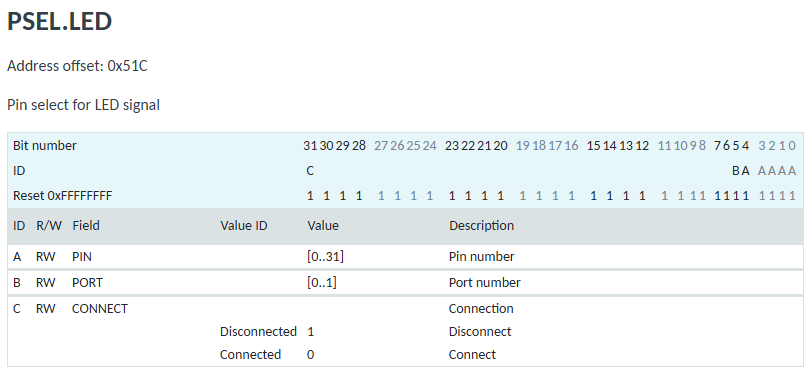 PSEL.LED
Address offset: 0x51C
Pin select for LED signal
Bit number 31 30 29 28 27 26 25 24 23 22 21 20 19 18 17 16 15 14 13 12 11 10 9 8 7 6 5 4 3 2 1 0
ID C B A A A A A
Reset 0xFFFFFFFF 1 1 1 1 1 1 1 1 1 1 1 1 1 1 1 1 1 1 1 1 1 1 1 1 1 1 1 1 1 1 1 1
ID R/W Field Value ID Value Description
A RW PIN [0..31] Pin number
B RW PORT [0..1] Port number
C RW CONNECT Connection
Disconnected 1 Disconnect
Connected 0 Connect